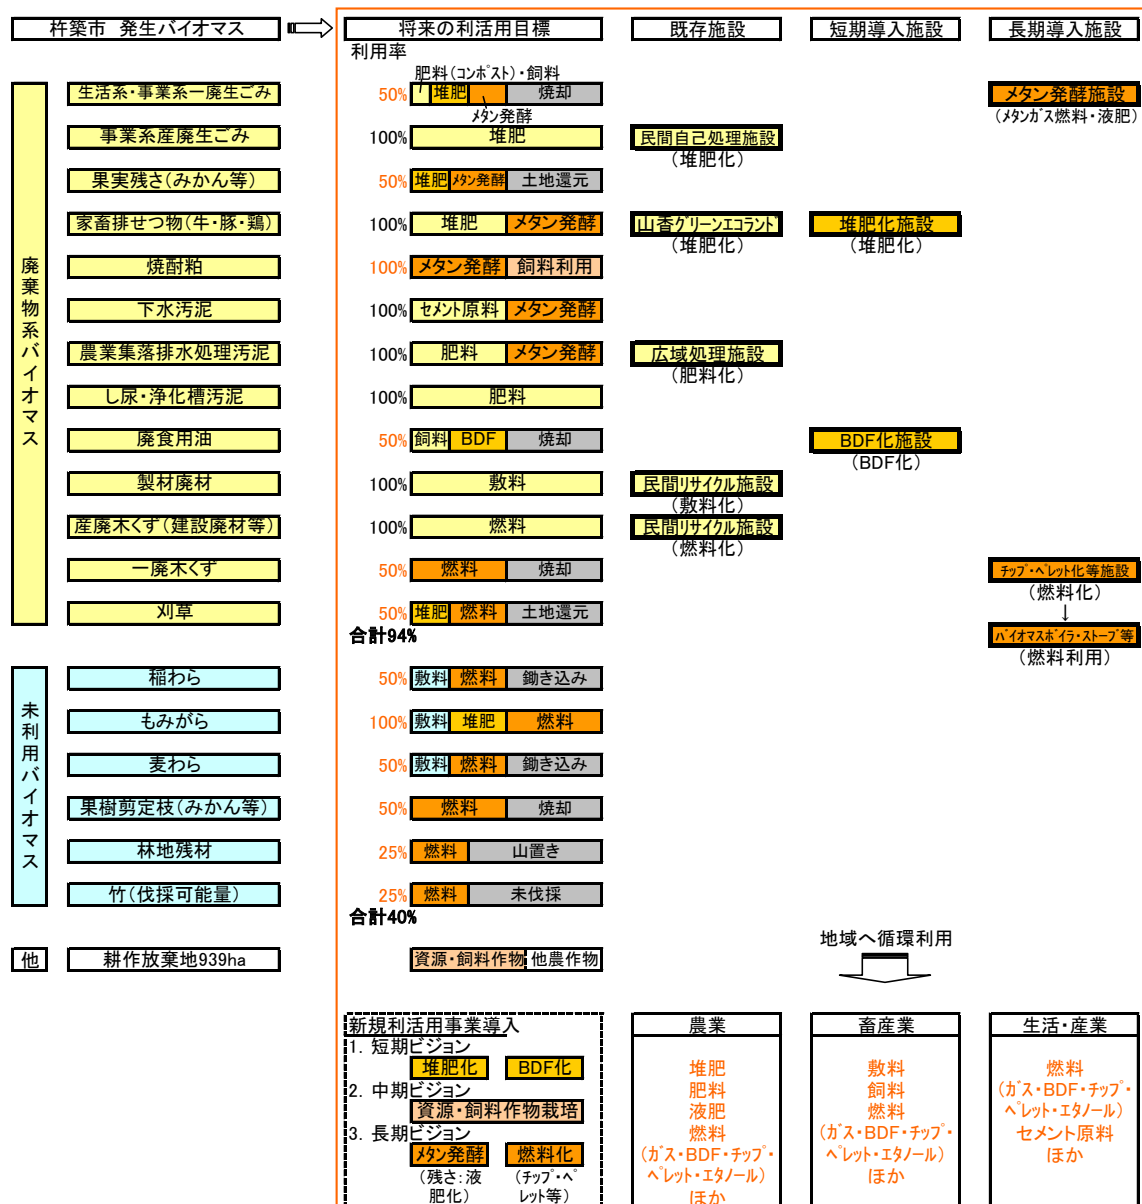 杵築市 発生バイオマス
将来の利活用目標
既存施設
短期導入施設
長期導入施設
利用率
肥料(コンポスト)・飼料
廃棄物系バイオマス
生活系・事業系一廃生ごみ
50%
堆肥
焼却
メタン発酵
メタン発酵施設
(メタンガス燃料・液肥)
事業系産廃生ごみ
100%
堆肥
民間自己処理施設
(堆肥化)
果実残さ(みかん等)
50%
堆肥
メタン発酵
土地還元
家畜排せつ物(牛・豚・鶏)
100%
堆肥
メタン発酵
山香グリーンエコランド
(堆肥化)
堆肥化施設
(堆肥化)
焼酎粕
100%
メタン発酵
飼料利用
下水汚泥
100%
セメント原料
メタン発酵
農業集落排水処理汚泥
100%
肥料
メタン発酵
広域処理施設
(肥料化)
し尿・浄化槽汚泥
100%
肥料
廃食用油
50%
飼料
BDF
焼却
BDF化施設
(BDF化)
製材廃材
100%
敷料
民間リサイクル施設
(敷料化)
産廃木くず(建設廃材等)
100%
燃料
民間リサイクル施設
(燃料化)
一廃木くず
50%
燃料
焼却
チップ・ペレット化等施設
(燃料化)
↓
刈草
50%
堆肥
燃料
土地還元
バイオマスボイラ・ストーブ等
(燃料利用)
合計94%
未利用バイオマス
稲わら
50%
敷料
燃料
鋤き込み
もみがら
100%
敷料
堆肥
燃料
麦わら
50%
敷料
燃料
鋤き込み
果樹剪定枝(みかん等)
50%
燃料
焼却
林地残材
25%
燃料
山置き
竹(伐採可能量)
25%
燃料
未伐採
合計40%
他
耕作放棄地939ha
資源・飼料作物
他農作物
地域へ循環利用
新規利活用事業導入
1. 短期ビジョン
堆肥化
BDF化
2. 中期ビジョン
資源・飼料作物栽培
3. 長期ビジョン
メタン発酵
燃料化
(残さ:液
肥化)
(チップ・ペ
レット等)
農業
堆肥
肥料
液肥
燃料
(ガス・BDF・チップ・
ペレット・エタノール)
ほか
畜産業
敷料
飼料
燃料
(ガス・BDF・チップ・
ペレット・エタノール)
ほか
生活・産業
燃料
(ガス・BDF・チップ・
ペレット・エタノール)
セメント原料
ほか